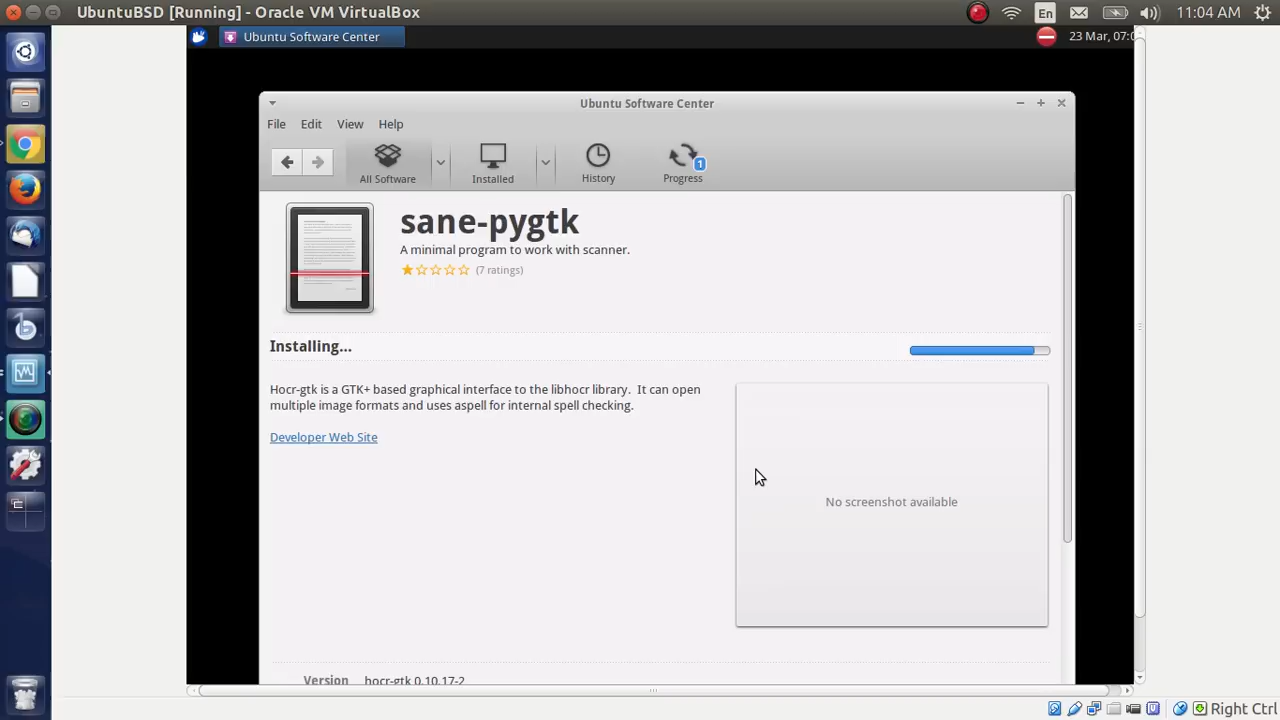 UbuntuBSD [Running] - Oracle VM VirtualBox
En
11:04 AM
Ubuntu Software Center
23 Mar, 07:0
Ubuntu Software Center
File Edit View Help
All Software
Installed
History
1
Progress
sane-pygtk
A minimal program to work with scanner.
(7 ratings)
Installing...
Hocr-gtk is a GTK+ based graphical interface to the libhocr library. It can open
multiple image formats and uses aspell for internal spell checking.
Developer Web Site
No screenshot available
Version hocr-gtk 0.10.17-2
Right Ctrl